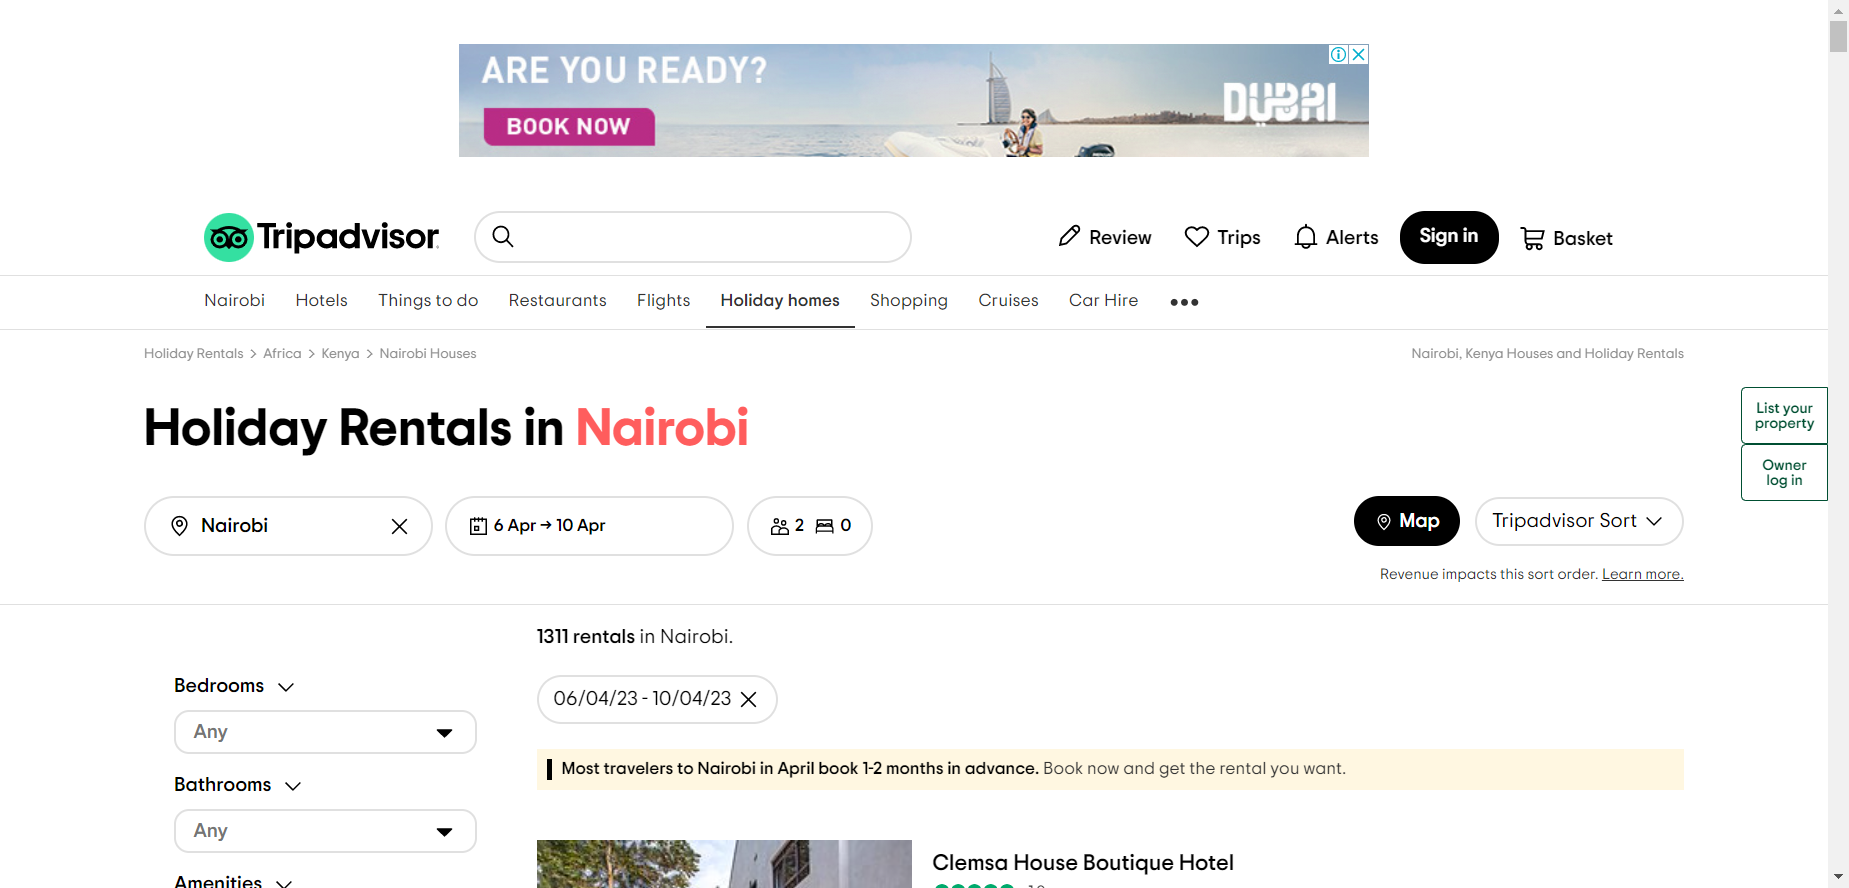 ARE YOU READY?
BOOK NOW
DUBAI
Tripadvisor
Review
Trips
Alerts
Sign in
Basket
Nairobi
Hotels
Things to do
Restaurants
Flights
Holiday homes
Shopping
Cruises
Car Hire
Holiday Rentals > Africa > Kenya > Nairobi Houses
Nairobi, Kenya Houses and Holiday Rentals
List your
property
Owner
log in
Holiday Rentals in Nairobi
Nairobi
6 Apr → 10 Apr
2
0
Map
Tripadvisor Sort
Revenue impacts this sort order. Learn more.
1311 rentals in Nairobi.
06/04/23 - 10/04/23
Most travelers to Nairobi in April book 1-2 months in advance. Book now and get the rental you want.
Bedrooms
Any
Bathrooms
Any
Amenities
Clemsa House Boutique Hotel